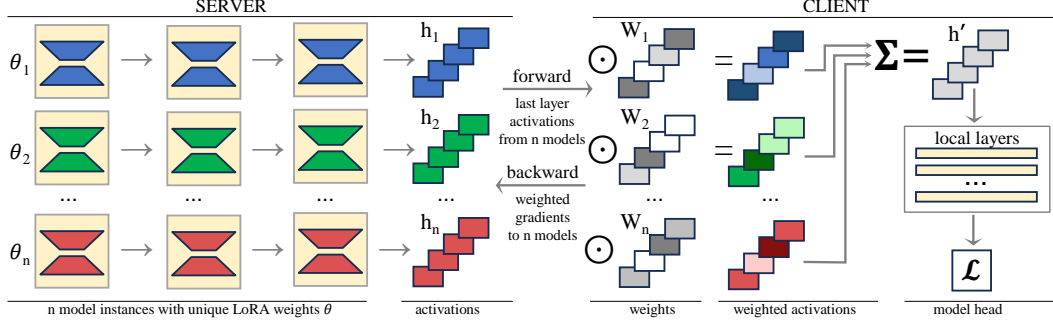 SERVER
CLIENT
θ1
h1
forward
last layer
activations
from n models
⊙
W1
=
Σ=
h′
θ2
h2
backward
weighted
gradients
to n models
⊙
W2
=
local layers
...
...
...
...
...
...
...
θn
hn
⊙
Wn
ℒ
n model instances with unique LoRA weights θ
activations
weights
weighted activations
model head